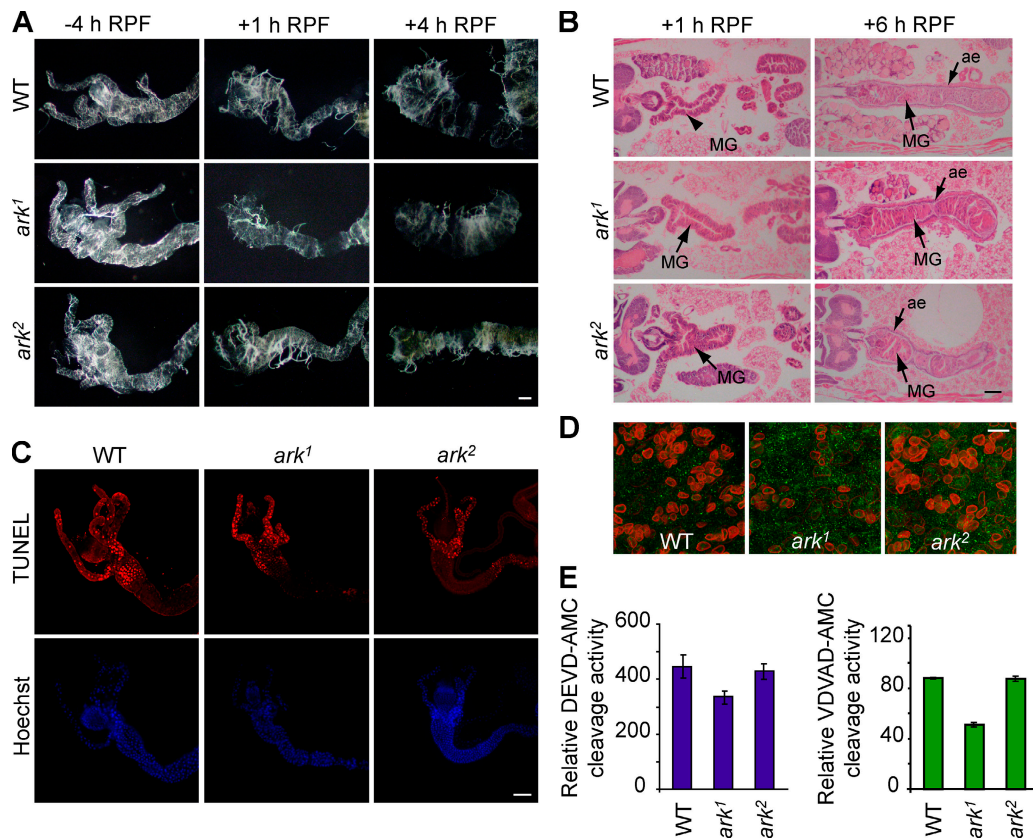 A
-4 h RPF
+1 h RPF
+4 h RPF
WT
ark1
ark2
B
+1 h RPF
+6 h RPF
WT
MG
ae
MG
ark1
MG
ae
MG
ark2
MG
ae
MG
C
WT
ark1
ark2
TUNEL
Hoechst
D
WT
ark1
ark2
E
Relative DEVD-AMC
cleavage activity
600
400
200
0
WT
ark1
ark2
Relative VDVAD-AMC
cleavage activity
120
80
40
0
WT
ark1
ark2